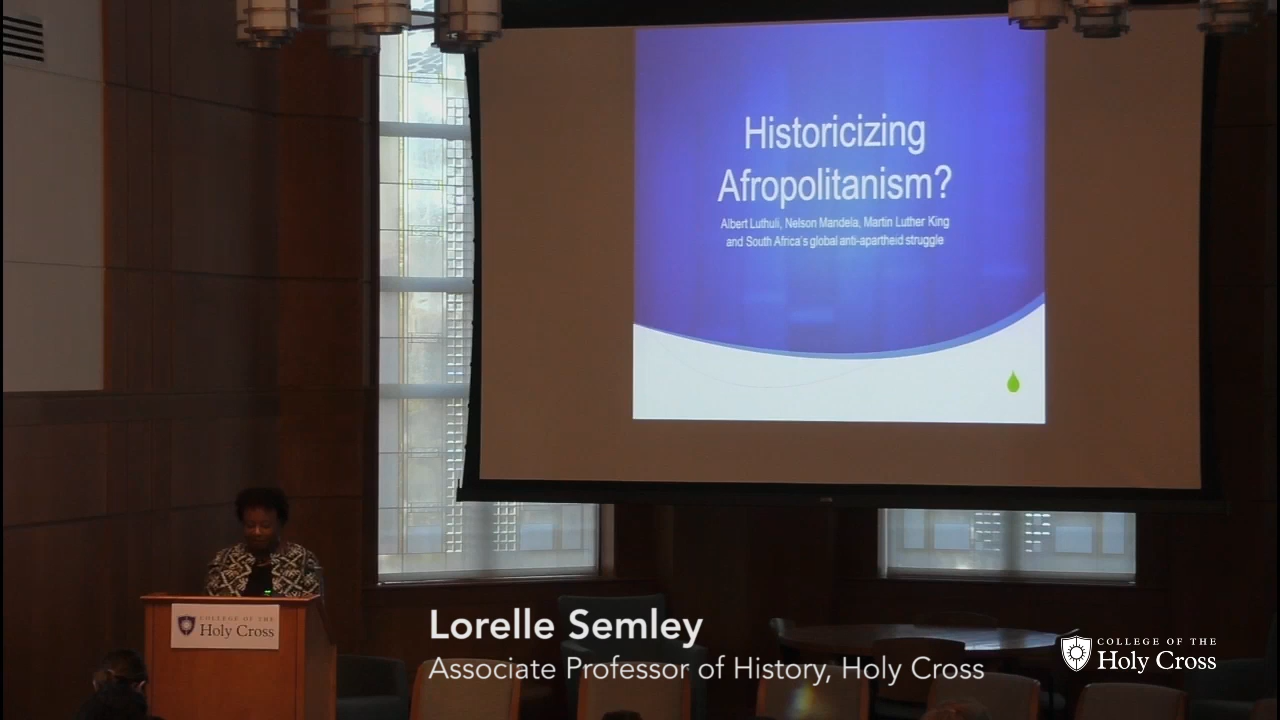 Historicizing
Afropolitanism?
Albert Luthuli, Nelson Mandela, Martin Luther King
and South Africa's global anti-apartheid struggle
COLLEGE OF THE
Holy Cross
Lorelle Semley
Associate Professor of History, Holy Cross
COLLEGE OF THE
Holy Cross